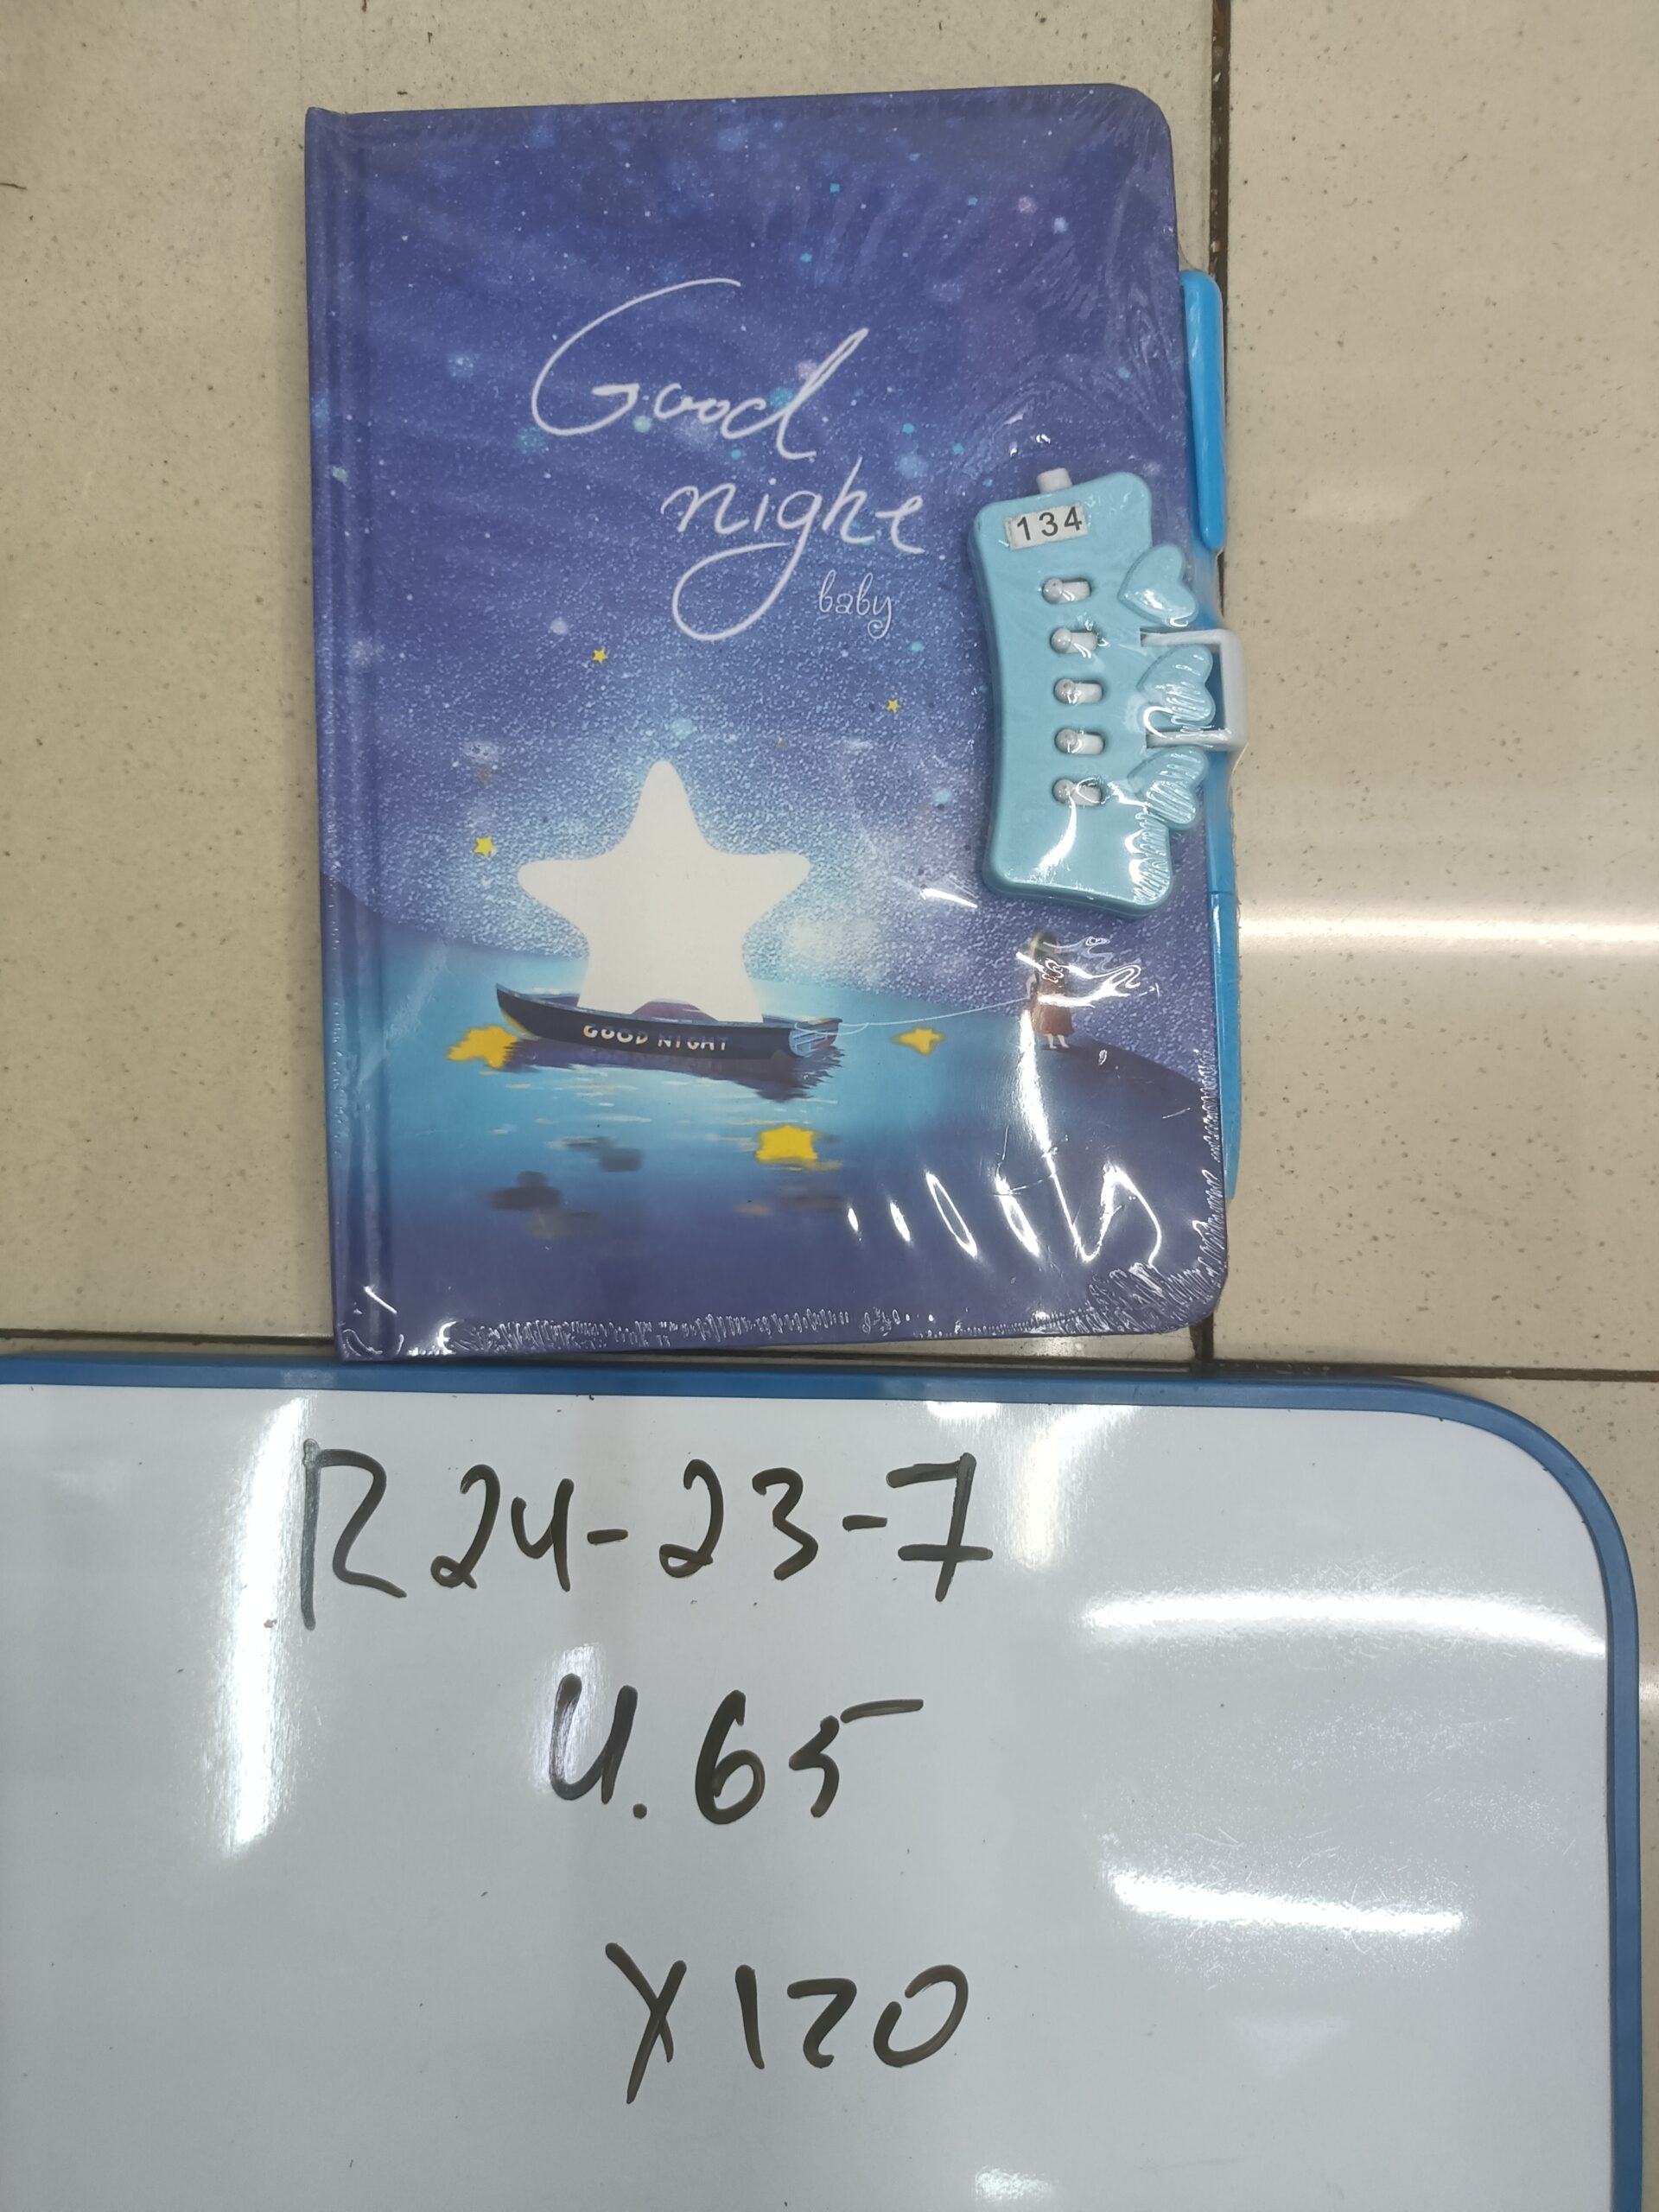 Good
night
baby
134
GOOD NIGHT
R24-23-7
4.65
X120